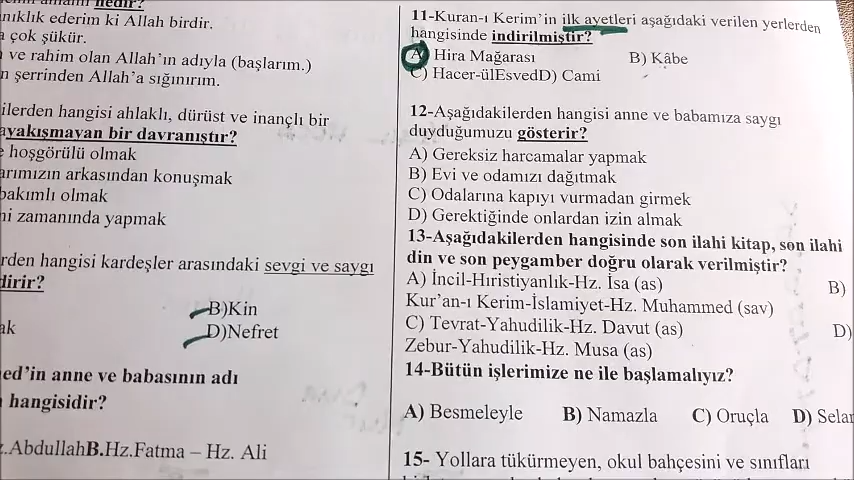 nedir?
nıklık ederim ki Allah birdir.
a çok şükür.
ve rahim olan Allah'ın adıyla (başlarım.)
n şerrinden Allah'a sığınırım.
ilerden hangisi ahlaklı, dürüst ve inançlı bir
ayakışmayan bir davranıştır?
e hoşgörülü olmak
arımızın arkasından konuşmak
bakımlı olmak
ni zamanında yapmak
rden hangisi kardeşler arasındaki sevgi ve saygı
dirir?
B)Kin
ak D)Nefret
ed'in anne ve babasının adı
hangisidir?
z.AbdullahB.Hz.Fatma – Hz. Ali
11-Kuran-ı Kerim'in ilk ayetleri aşağıdaki verilen yerlerden
hangisinde indirilmiştir?
A) Hira Mağarası B) Kâbe
C) Hacer-ülEsvedD) Cami
12-Aşağıdakilerden hangisi anne ve babamıza saygı
duyduğumuzu gösterir?
A) Gereksiz harcamalar yapmak
B) Evi ve odamızı dağıtmak
C) Odalarına kapıyı vurmadan girmek
D) Gerektiğinde onlardan izin almak
13-Aşağıdakilerden hangisinde son ilahi kitap, son ilahi
din ve son peygamber doğru olarak verilmiştir?
A) İncil-Hıristiyanlık-Hz. İsa (as) B)
Kur'an-ı Kerim-İslamiyet-Hz. Muhammed (sav)
C) Tevrat-Yahudilik-Hz. Davut (as) D)
Zebur-Yahudilik-Hz. Musa (as)
14-Bütün işlerimize ne ile başlamalıyız?
A) Besmeleyle B) Namazla C) Oruçla D) Selar
15- Yollara tükürmeyen, okul bahçesini ve sınıfları